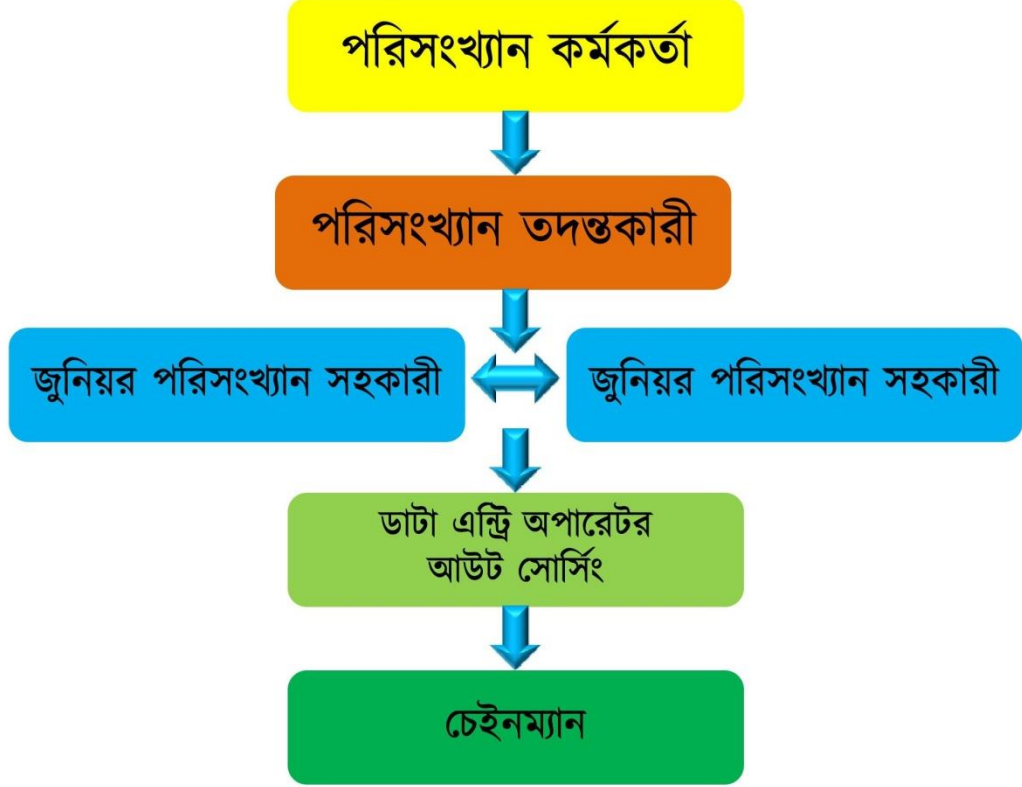 পরিসংখ্যান কর্মকর্তা
পরিসংখ্যান তদন্তকারী
জুনিয়র পরিসংখ্যান সহকারী
জুনিয়র পরিসংখ্যান সহকারী
ডাটা এন্ট্রি অপারেটর
আউট সোর্সিং
চেইনম্যান